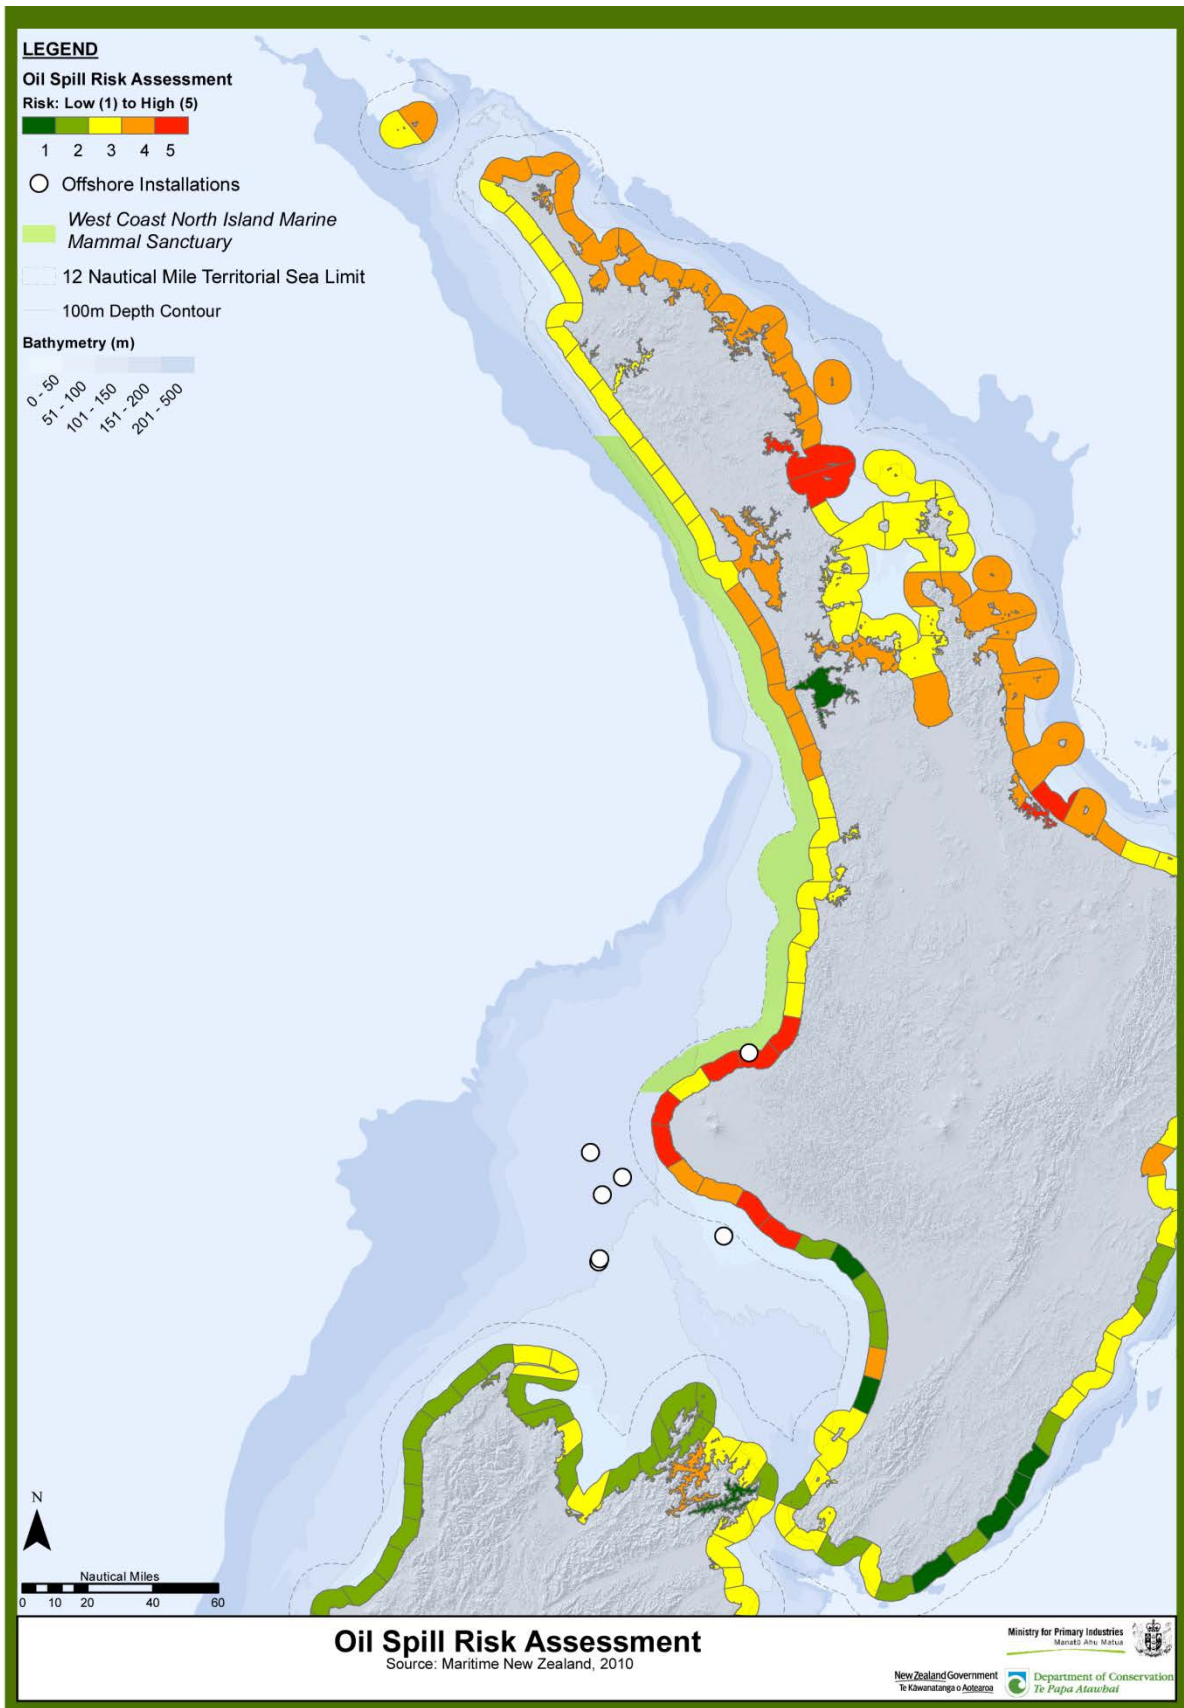 LEGEND
Oil Spill Risk Assessment
Risk: Low (1) to High (5)
1 2 3 4 5
Offshore Installations
West Coast North Island Marine
Mammal Sanctuary
12 Nautical Mile Territorial Sea Limit
100m Depth Contour
Bathymetry (m)
0 - 50
51 - 100
101 - 150
151 - 200
201 - 500
N
Nautical Miles
0 10 20 40 60
Oil Spill Risk Assessment
Source: Maritime New Zealand, 2010
Ministry for Primary Industries
Manatū Ahu Matua
New Zealand Government
Te Kāwanatanga o Aotearoa
Department of Conservation
Te Papa Atawhai